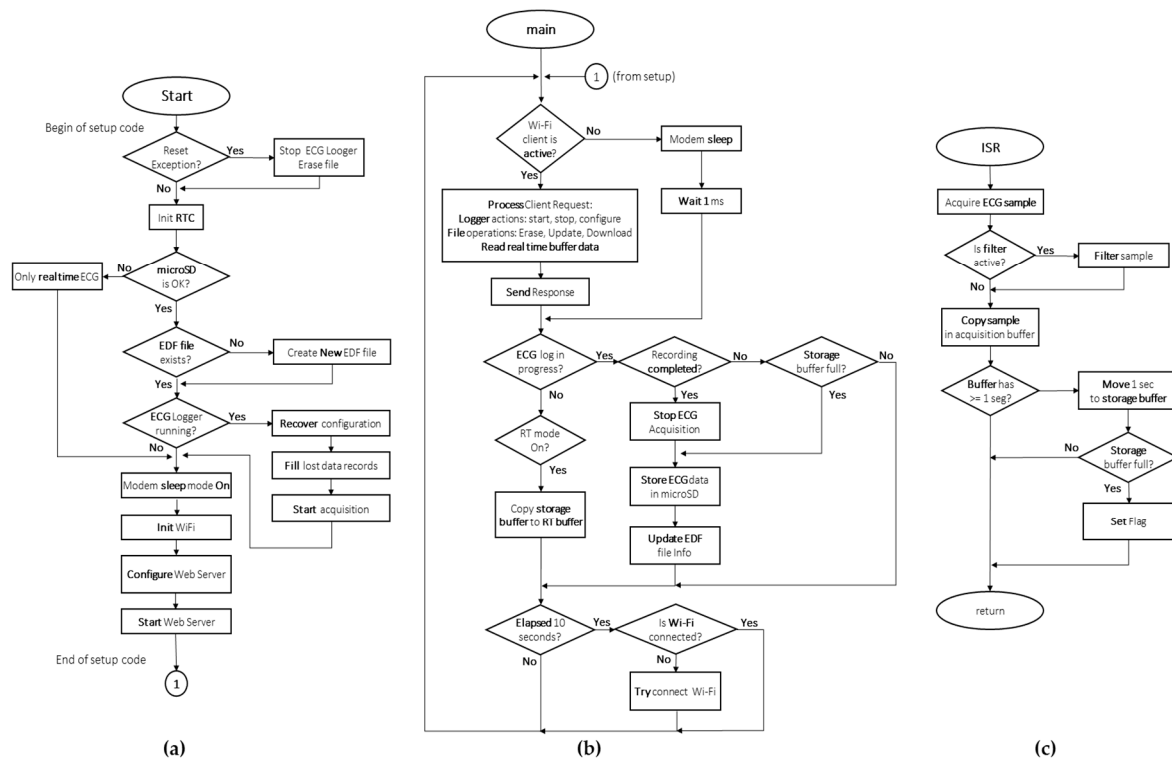 Start
Begin of setup code
Reset
Exception?
Yes
Stop ECG Looger
Erase file
No
Init RTC
microSD
is OK?
No
Only real time ECG
Yes
EDF file
exists?
No
Create New EDF file
Yes
ECG Logger
running?
Yes
Recover configuration
No
Fill lost data records
Modem sleep mode On
Start acquisition
Init WiFi
Configure Web Server
Start Web Server
End of setup code
1
(a)
main
1 (from setup)
Wi-Fi
client is
active?
No
Modem sleep
Yes
Wait 1 ms
Process Client Request:
Logger actions: start, stop, configure
File operations: Erase, Update, Download
Read real time buffer data
Send Response
ECG log in
progress?
Yes
Recording
completed?
No
Storage
buffer full?
No
No
Yes
Yes
Stop ECG
Acquisition
RT mode
On?
Yes
Store ECG data
in microSD
Copy storage
buffer to RT buffer
Update EDF
file Info
Elapsed 10
seconds?
Yes
Is Wi-Fi
connected?
Yes
No
No
Try connect Wi-Fi
(b)
ISR
Acquire ECG sample
Is filter
active?
Yes
Filter sample
No
Copy sample
in acquisition buffer
Buffer has
>= 1 seg?
Move 1 sec
to storage buffer
No
Storage
buffer full?
Yes
Set Flag
return
(c)